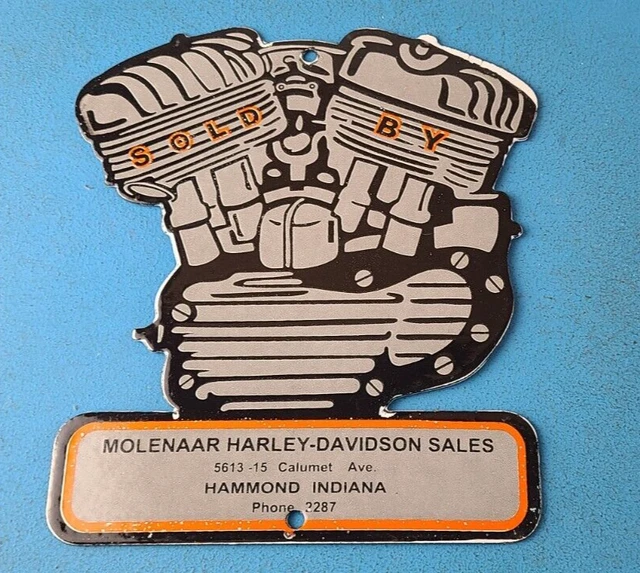 SOLD BY
MOLENAAR HARLEY-DAVIDSON SALES
5613 -15 Calumet Ave.
HAMMOND INDIANA
Phone 3287